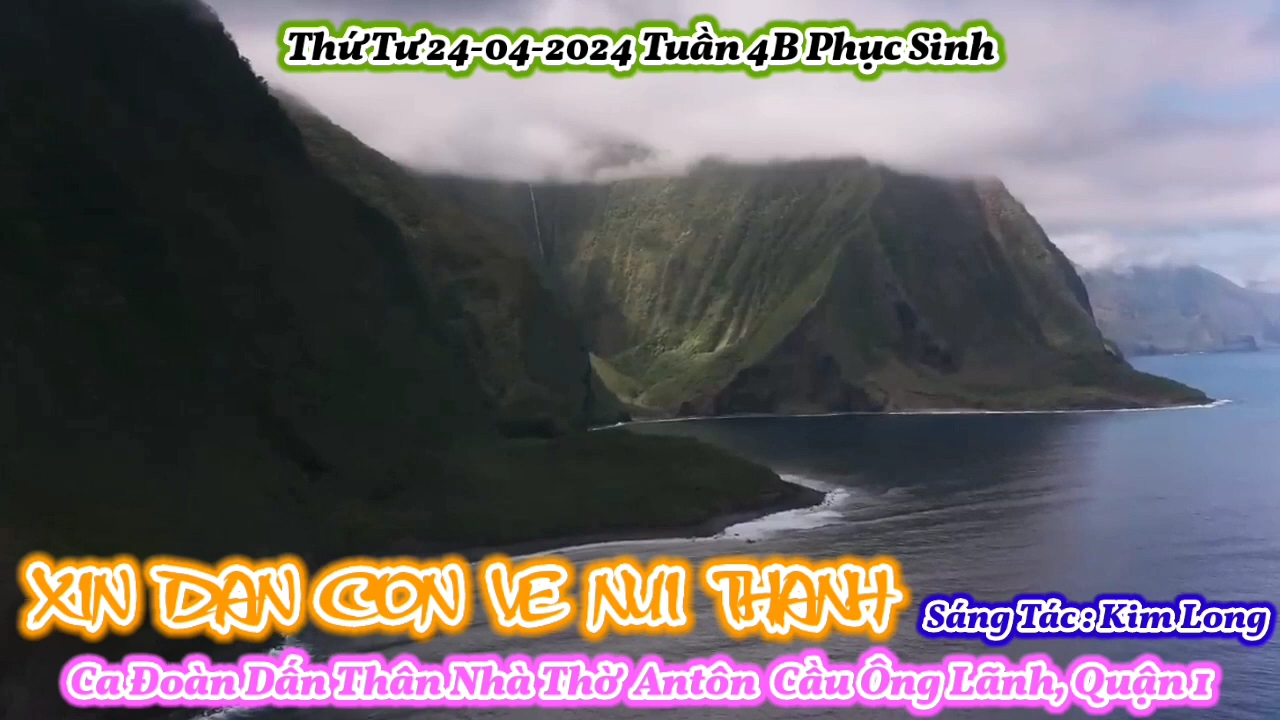 Thứ Tư 24-04-2024 Tuần 4B Phục Sinh
XIN DAN CON VE NUI THANH
Sáng Tác : Kim Long
Ca Đoàn Dấn Thân Nhà Thờ Antôn Cầu Ông Lãnh, Quận 1